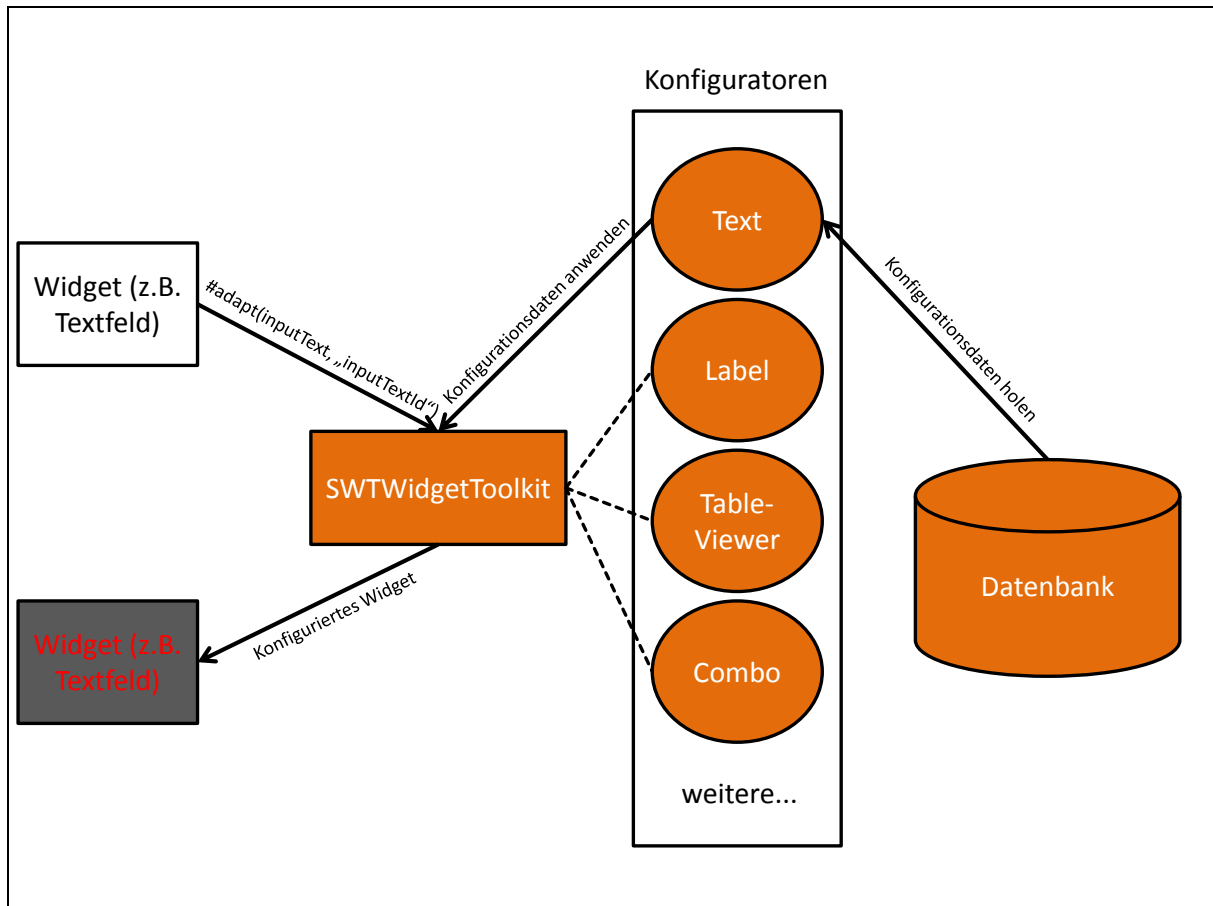 Konfiguratoren
Widget (z.B.
Textfeld)
#adapt(inputText, „inputTextId“)
Konfigurationsdaten anwenden
Text
Konfigurationsdaten holen
Label
SWTWidgetToolkit
Table-
Viewer
Datenbank
Konfiguriertes Widget
Widget (z.B.
Textfeld)
Combo
weitere...